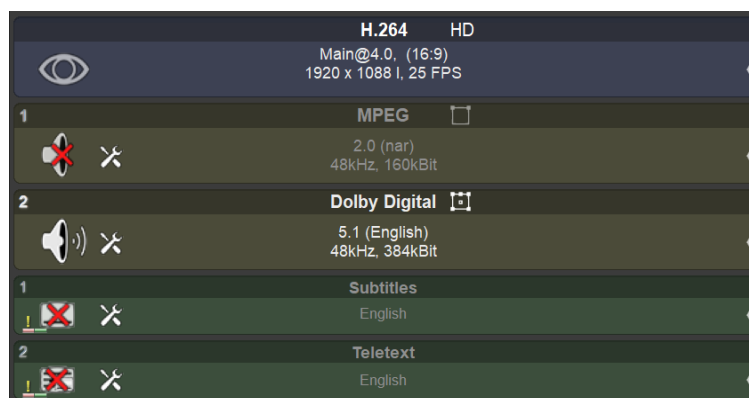 H.264 HD
Main@4.0, (16:9)
1920 x 1088 I, 25 FPS
1 MPEG
2.0 (nar)
48kHz, 160kBit
2 Dolby Digital
5.1 (English)
48kHz, 384kBit
1 Subtitles
! English
2 Teletext
! English